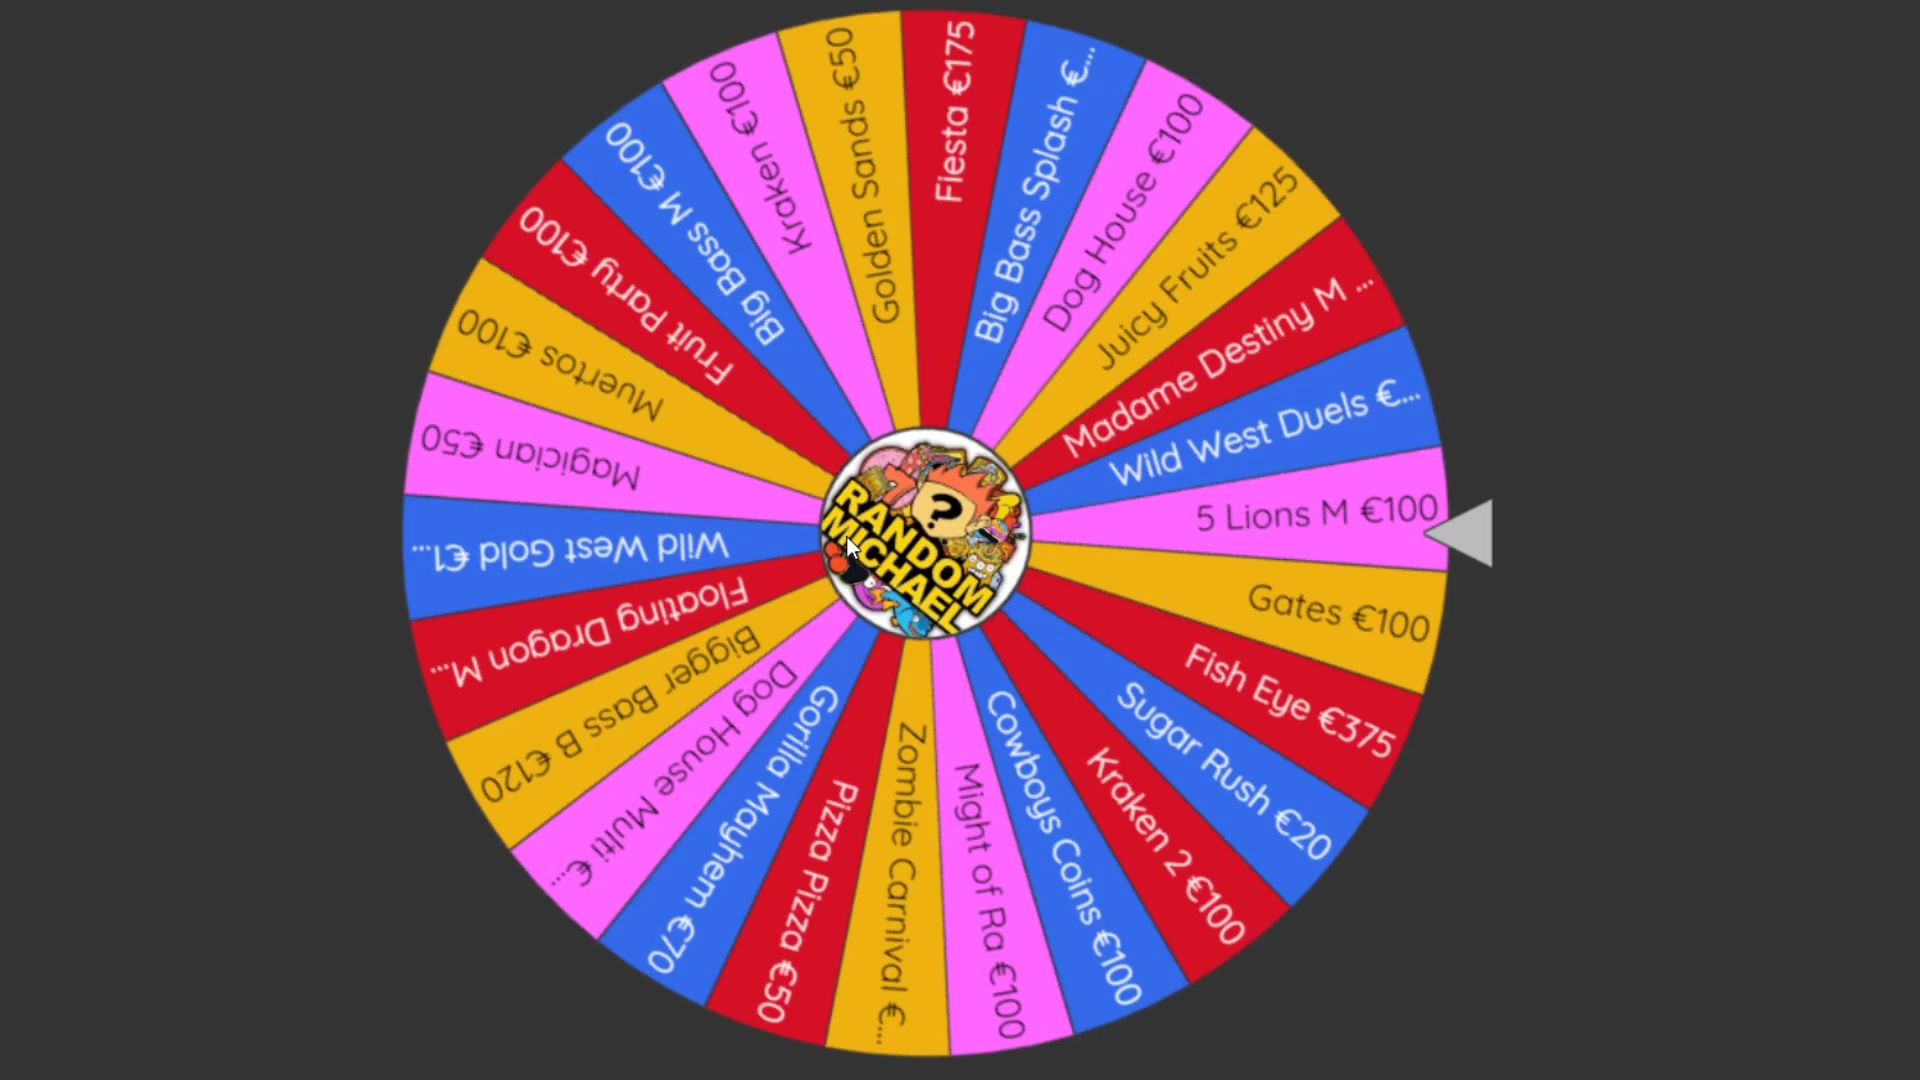 Fiesta €175
Big Bass Splash €...
Dog House €100
Juicy Fruits €125
Madame Destiny M ...
Wild West Duels €...
5 Lions M €100
Gates €100
Fish Eye €375
Sugar Rush €20
Kraken 2 €100
Cowboys Coins €100
Might of Ra €100
Zombie Carnival €...
Pizza Pizza €50
Gorilla Mayhem €70
Dog House Multi €...
Bigger Bass B €120
Floating Dragon M...
Wild West Gold €1...
Magician €50
Muertos €100
Fruit Party €100
Big Bass M €100
Kraken €100
Golden Sands €50
?
RANDOM
MICHAEL